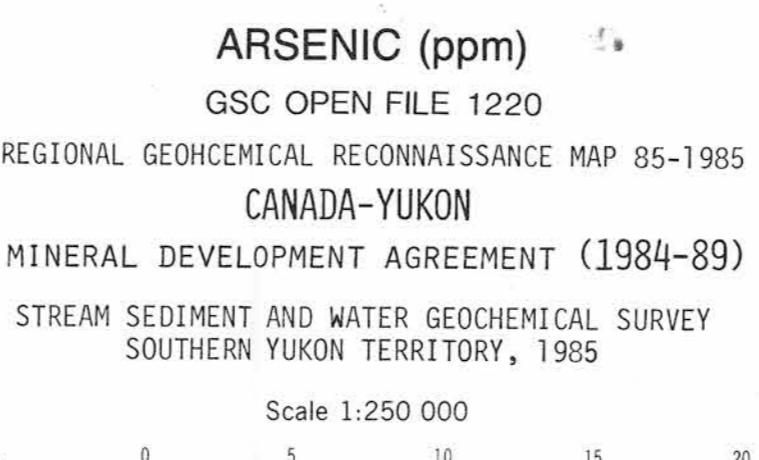 ARSENIC (ppm)
GSC OPEN FILE 1220
REGIONAL GEOHCEMICAL RECONNAISSANCE MAP 85-1985
CANADA-YUKON
MINERAL DEVELOPMENT AGREEMENT (1984-89)
STREAM SEDIMENT AND WATER GEOCHEMICAL SURVEY
SOUTHERN YUKON TERRITORY, 1985
Scale 1:250 000
0 5 10 15 20